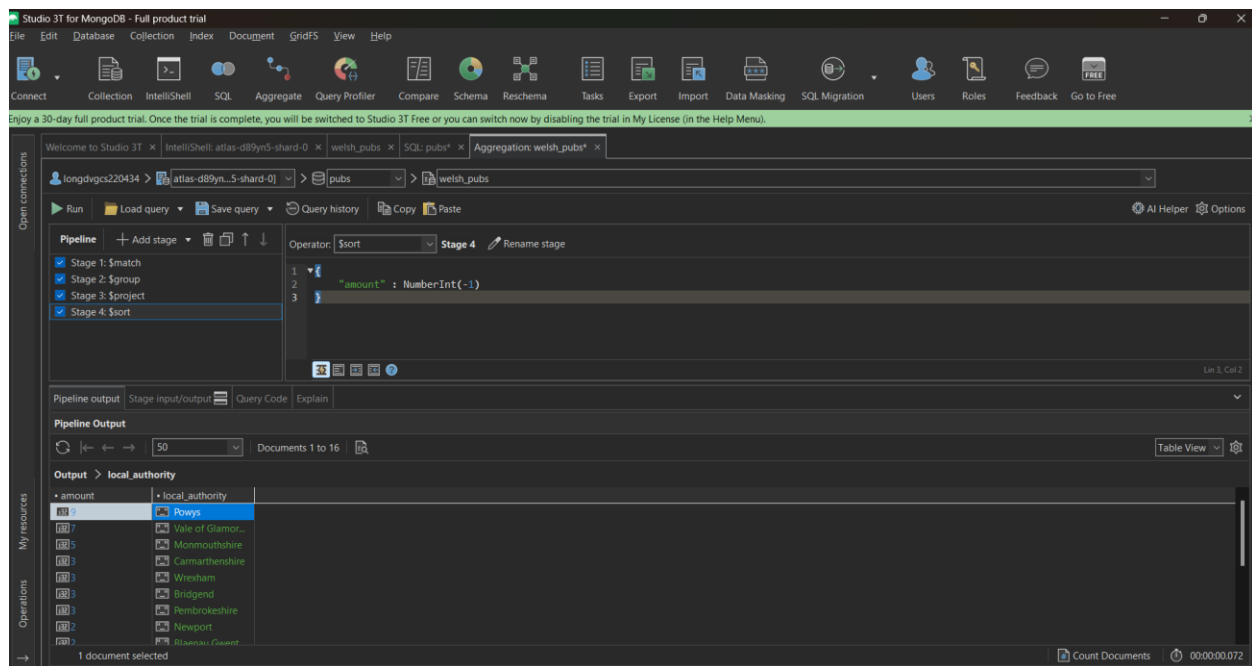 Studio 3T for MongoDB - Full product trial
File Edit Database Collection Index Document GridFS View Help
Connect Collection IntelliShell SQL Aggregate Query Profiler Compare Schema Reschema Tasks Export Import Data Masking SQL Migration Users Roles Feedback Go to Free
Enjoy a 30-day full product trial. Once the trial is complete, you will be switched to Studio 3T Free or you can switch now by disabling the trial in My License (in the Help Menu).
Welcome to Studio 3T × IntelliShell: atlas-d89yn5-shard-0 × welsh_pubs × SQL: pubs* × Aggregation: welsh_pubs* ×
Open connections
longdvgcs220434 > atlas-d89yn...5-shard-0] > pubs > welsh_pubs
Run Load query Save query Query history Copy Paste AI Helper Options
Pipeline Add stage
Operator: $sort Stage 4 Rename stage
Stage 1: $match
Stage 2: $group
Stage 3: $project
Stage 4: $sort
1 {
2 "amount" : NumberInt(-1)
3 }
Lin 3, Col 2
Pipeline output Stage input/output Query Code Explain
Pipeline Output
50 Documents 1 to 16 Table View
Output > local_authority
amount local_authority
9 Powys
7 Vale of Glamor...
5 Monmouthshire
3 Carmarthenshire
3 Wrexham
3 Bridgend
3 Pembrokeshire
2 Newport
2 Blaenau Gwent
My resources
Operations
1 document selected Count Documents 00:00:00.072